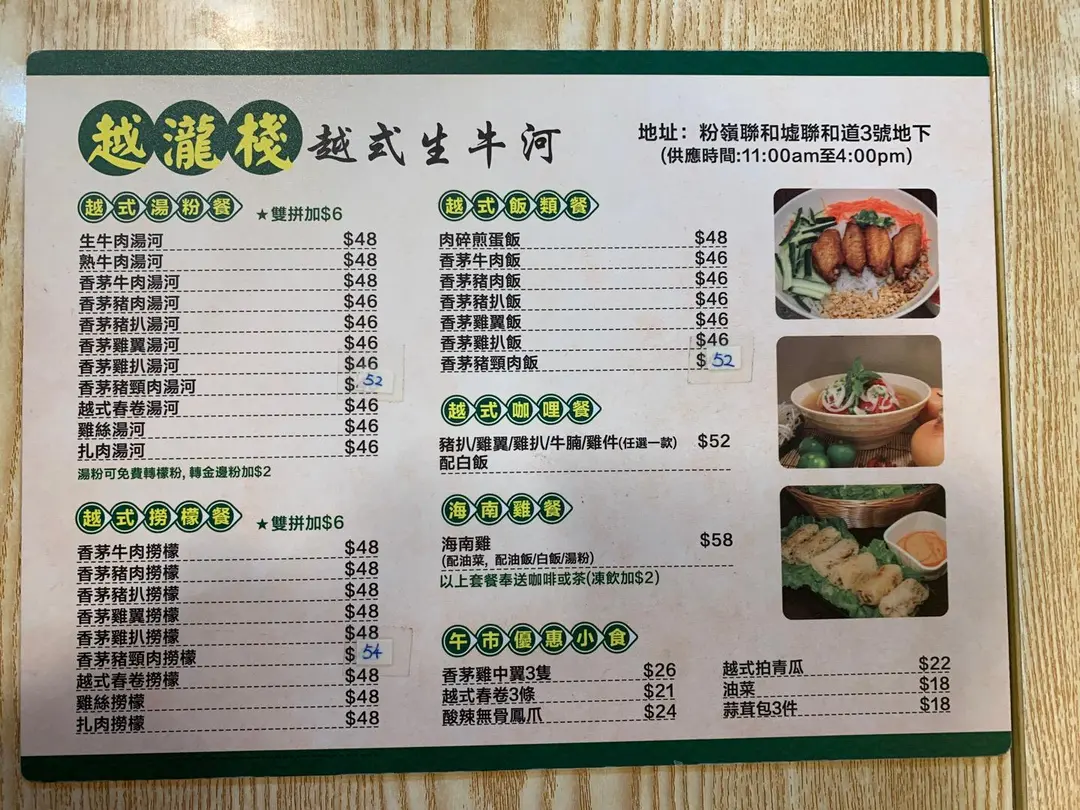 越瀧棧 越式生牛河
地址：粉嶺聯和墟聯和道3號地下
(供應時間:11:00am至4:00pm)
越式湯粉餐 ★雙拼加$6
生牛肉湯河 $48
熟牛肉湯河 $48
香茅牛肉湯河 $48
香茅豬肉湯河 $46
香茅豬扒湯河 $46
香茅雞翼湯河 $46
香茅雞扒湯河 $46
香茅豬頸肉湯河 $52
越式春卷湯河 $46
雞絲湯河 $46
扎肉湯河 $46
湯粉可免費轉檬粉, 轉金邊粉加$2
越式撈檬餐 ★雙拼加$6
香茅牛肉撈檬 $48
香茅豬肉撈檬 $48
香茅豬扒撈檬 $48
香茅雞翼撈檬 $48
香茅雞扒撈檬 $48
香茅豬頸肉撈檬 $54
越式春卷撈檬 $48
雞絲撈檬 $48
扎肉撈檬 $48
越式飯類餐
肉碎煎蛋飯 $48
香茅牛肉飯 $46
香茅豬肉飯 $46
香茅豬扒飯 $46
香茅雞翼飯 $46
香茅雞扒飯 $46
香茅豬頸肉飯 $52
越式咖哩餐
豬扒/雞翼/雞扒/牛腩/雞件(任選一款) $52
配白飯
海南雞餐
海南雞 $58
(配油菜, 配油飯/白飯/湯粉)
以上套餐奉送咖啡或茶(凍飲加$2)
午市優惠小食
香茅雞中翼3隻 $26
越式春卷3條 $21
酸辣無骨鳳爪 $24
越式拍青瓜 $22
油菜 $18
蒜茸包3件 $18